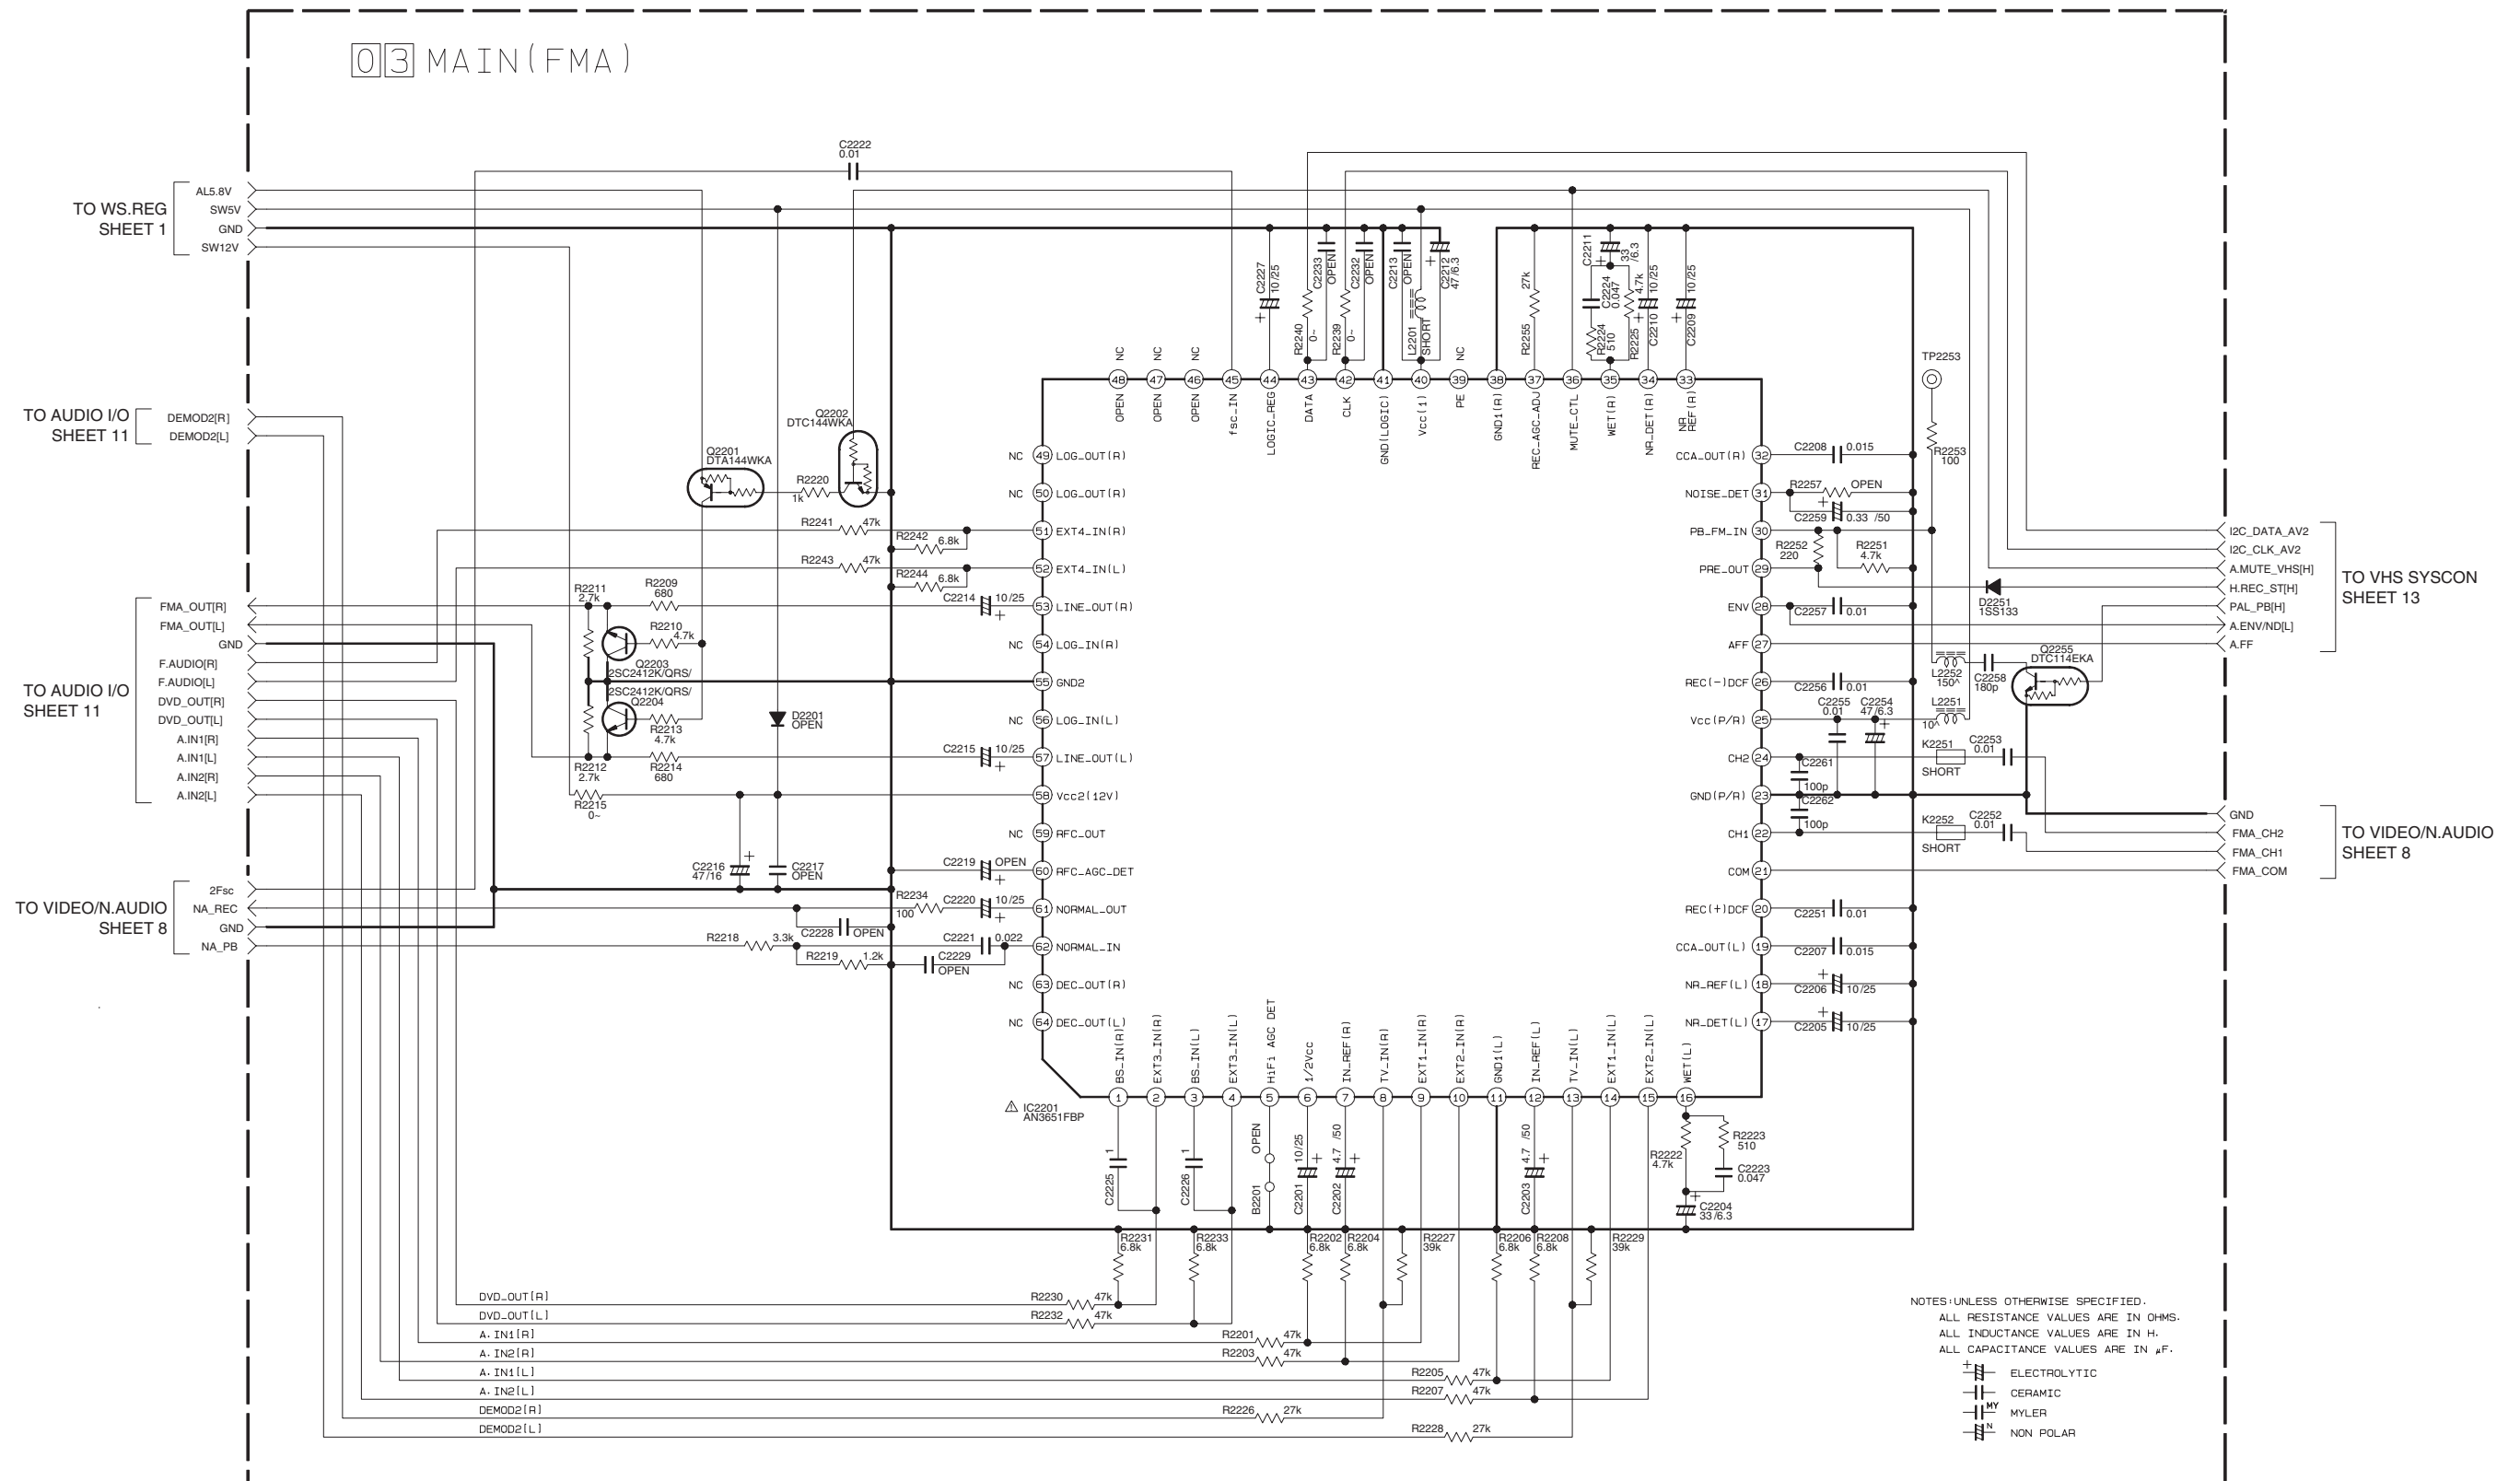 03 MAIN(FMA)
C2222
0.01
TO WS.REG
SHEET 1
AL5.8V
SW5V
GND
SW12V
TO AUDIO I/O
SHEET 11
DEMOD2[R]
DEMOD2[L]
TO AUDIO I/O
SHEET 11
FMA_OUT[R]
FMA_OUT[L]
GND
F.AUDIO[R]
F.AUDIO[L]
DVD_OUT[R]
DVD_OUT[L]
A.IN1[R]
A.IN1[L]
A.IN2[R]
A.IN2[L]
TO VIDEO/N.AUDIO
SHEET 8
2Fsc
NA_REC
GND
NA_PB
Q2202
DTC144WKA
Q2201
DTA144WKA
R2220
1k
R2241 47k
R2242 6.8k
R2243 47k
R2244 6.8k
R2211
2.7k
R2209
680
C2214 10/25
R2210
4.7k
Q2203
2SC2412K/QRS/
2SC2412K/QRS/
Q2204
R2213
4.7k
D2201
OPEN
R2212
2.7k
R2214
680
C2215 10/25
R2215
0~
C2216
47/16
C2217
OPEN
C2219 OPEN
R2234
100
C2220 10/25
C2228 OPEN
R2218 3.3k
C2221 0.022
R2219 1.2k
C2229
OPEN
C2227
10/25
C2233
OPEN
C2232
OPEN
C2213
OPEN
C2212
47/6.3
R2240
0~
R2239
0~
L2201
SHORT
R2255
27k
C2211
33
/6.3
C2224
0.047
R2224
510
R2225
4.7k
C2210
10/25
C2209
10/25
48 OPEN NC
47 OPEN NC
46 OPEN NC
45 fsc_IN
44 LOGIC_REG
43 DATA
42 CLK
41 GND(LOGIC)
40 Vcc(1)
39 PE NC
38 GND1(R)
37 REC_AGC_ADJ
36 MUTE_CTL
35 WET(R)
34 NR_DET(R)
33 NR REF(R)
NC 49 LOG_OUT(R)
NC 50 LOG_OUT(R)
51 EXT4_IN(R)
52 EXT4_IN(L)
53 LINE_OUT(R)
NC 54 LOG_IN(R)
55 GND2
NC 56 LOG_IN(L)
57 LINE_OUT(L)
58 Vcc2(12V)
NC 59 RFC_OUT
60 RFC_AGC_DET
61 NORMAL_OUT
62 NORMAL_IN
NC 63 DEC_OUT(R)
NC 64 DEC_OUT(L)
CCA_OUT(R) 32
NOISE_DET 31
PB_FM_IN 30
PRE_OUT 29
ENV 28
AFF 27
REC(-)DCF 26
Vcc(P/R) 25
CH2 24
GND(P/R) 23
CH1 22
COM 21
REC(+)DCF 20
CCA_OUT(L) 19
NR_REF(L) 18
NR_DET(L) 17
1 BS_IN(R)
2 EXT3_IN(R)
3 BS_IN(L)
4 EXT3_IN(L)
5 HiFi AGC DET
6 1/2Vcc
7 IN_REF(R)
8 TV_IN(R)
9 EXT1_IN(R)
10 EXT2_IN(R)
11 GND1(L)
12 IN_REF(L)
13 TV_IN(L)
14 EXT1_IN(L)
15 EXT2_IN(L)
16 WET(L)
IC2201
AN3651FBP
TP2253
R2253
100
C2208 0.015
R2257 OPEN
C2259 0.33 /50
R2252
220
R2251
4.7k
D2251
1SS133
C2257 0.01
Q2255
DTC114EKA
L2252
150^
C2258
180p
C2256 0.01
C2255
0.01
C2254
47/6.3
L2251
10^
C2261
100p
K2251
SHORT
C2253
0.01
C2262
100p
K2252
SHORT
C2252
0.01
C2251 0.01
C2207 0.015
C2206 10/25
C2205 10/25
I2C_DATA_AV2
I2C_CLK_AV2
A.MUTE_VHS[H]
H.REC_ST[H]
PAL_PB[H]
A.ENV/ND[L]
A.FF
TO VHS SYSCON
SHEET 13
GND
FMA_CH2
FMA_CH1
FMA_COM
TO VIDEO/N.AUDIO
SHEET 8
C2225 1
C2226 1
B2201 OPEN
C2201 10/25
C2202 4.7 /50
C2203 4.7 /50
R2222
4.7k
R2223
510
C2223
0.047
C2204
33/6.3
R2231
6.8k
R2233
6.8k
R2202
6.8k
R2204
6.8k
R2227
39k
R2206
6.8k
R2208
6.8k
R2229
39k
DVD_OUT[R] R2230 47k
DVD_OUT[L] R2232 47k
A.IN1[R] R2201 47k
A.IN2[R] R2203 47k
A.IN1[L] R2205 47k
A.IN2[L] R2207 47k
DEMOD2[R] R2226 27k
DEMOD2[L] R2228 27k
NOTES:UNLESS OTHERWISE SPECIFIED.
ALL RESISTANCE VALUES ARE IN OHMS.
ALL INDUCTANCE VALUES ARE IN H.
ALL CAPACITANCE VALUES ARE IN µF.
ELECTROLYTIC
CERAMIC
MY MYLER
N NON POLAR